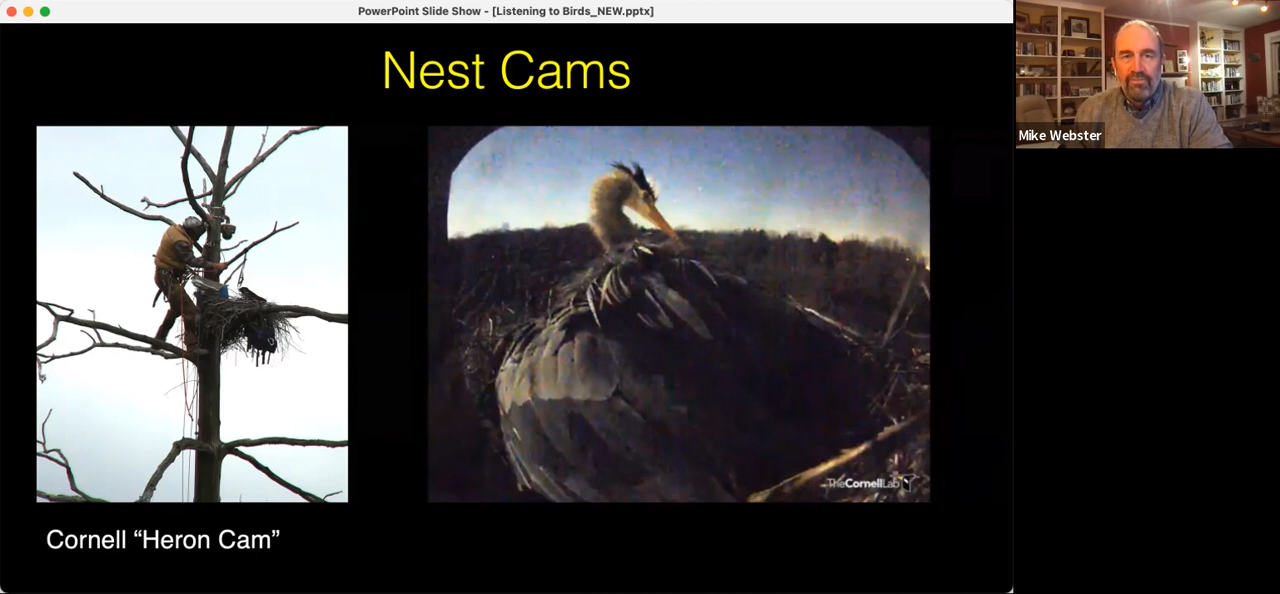 PowerPoint Slide Show - [Listening to Birds_NEW.pptx]
Nest Cams
Mike Webster
TheCornellLab
Cornell “Heron Cam”